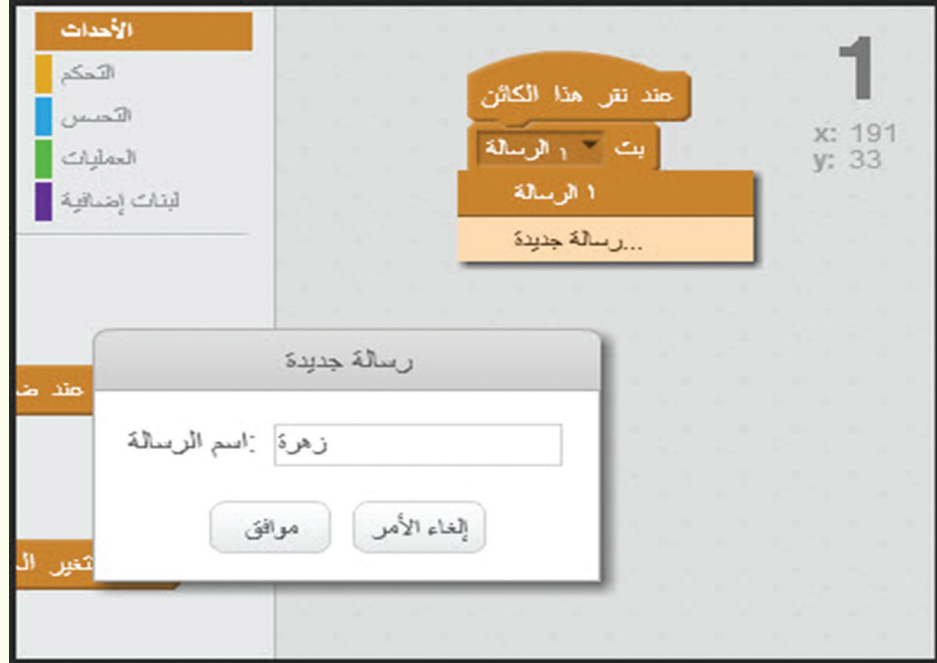 الأحداث
التحكم
التحسس
العمليات
لبنات إضافية
عند نقر هذا الكائن
بث الرسالة ١
الرسالة ١
رسالة جديدة...
1
x: 191
y: 33
رسالة جديدة
اسم الرسالة: زهرة
موافق
إلغاء الأمر
عند